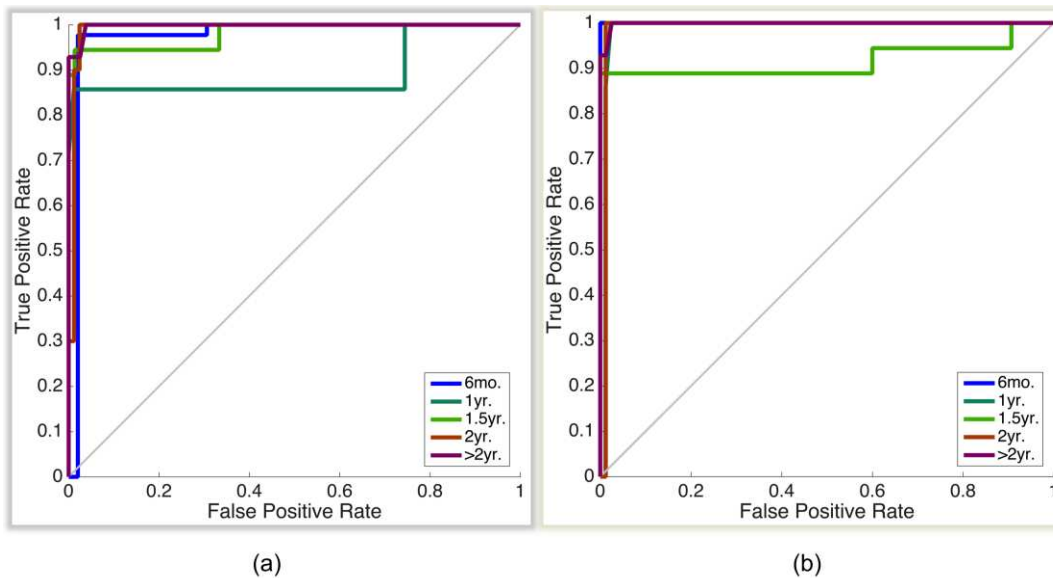 1
0.9
0.8
0.7
0.6
0.5
0.4
0.3
0.2
0.1
0
0 0.2 0.4 0.6 0.8 1
True Positive Rate
False Positive Rate
6mo.
1yr.
1.5yr.
2yr.
>2yr.
(a)
1
0.9
0.8
0.7
0.6
0.5
0.4
0.3
0.2
0.1
0
0 0.2 0.4 0.6 0.8 1
True Positive Rate
False Positive Rate
6mo.
1yr.
1.5yr.
2yr.
>2yr.
(b)